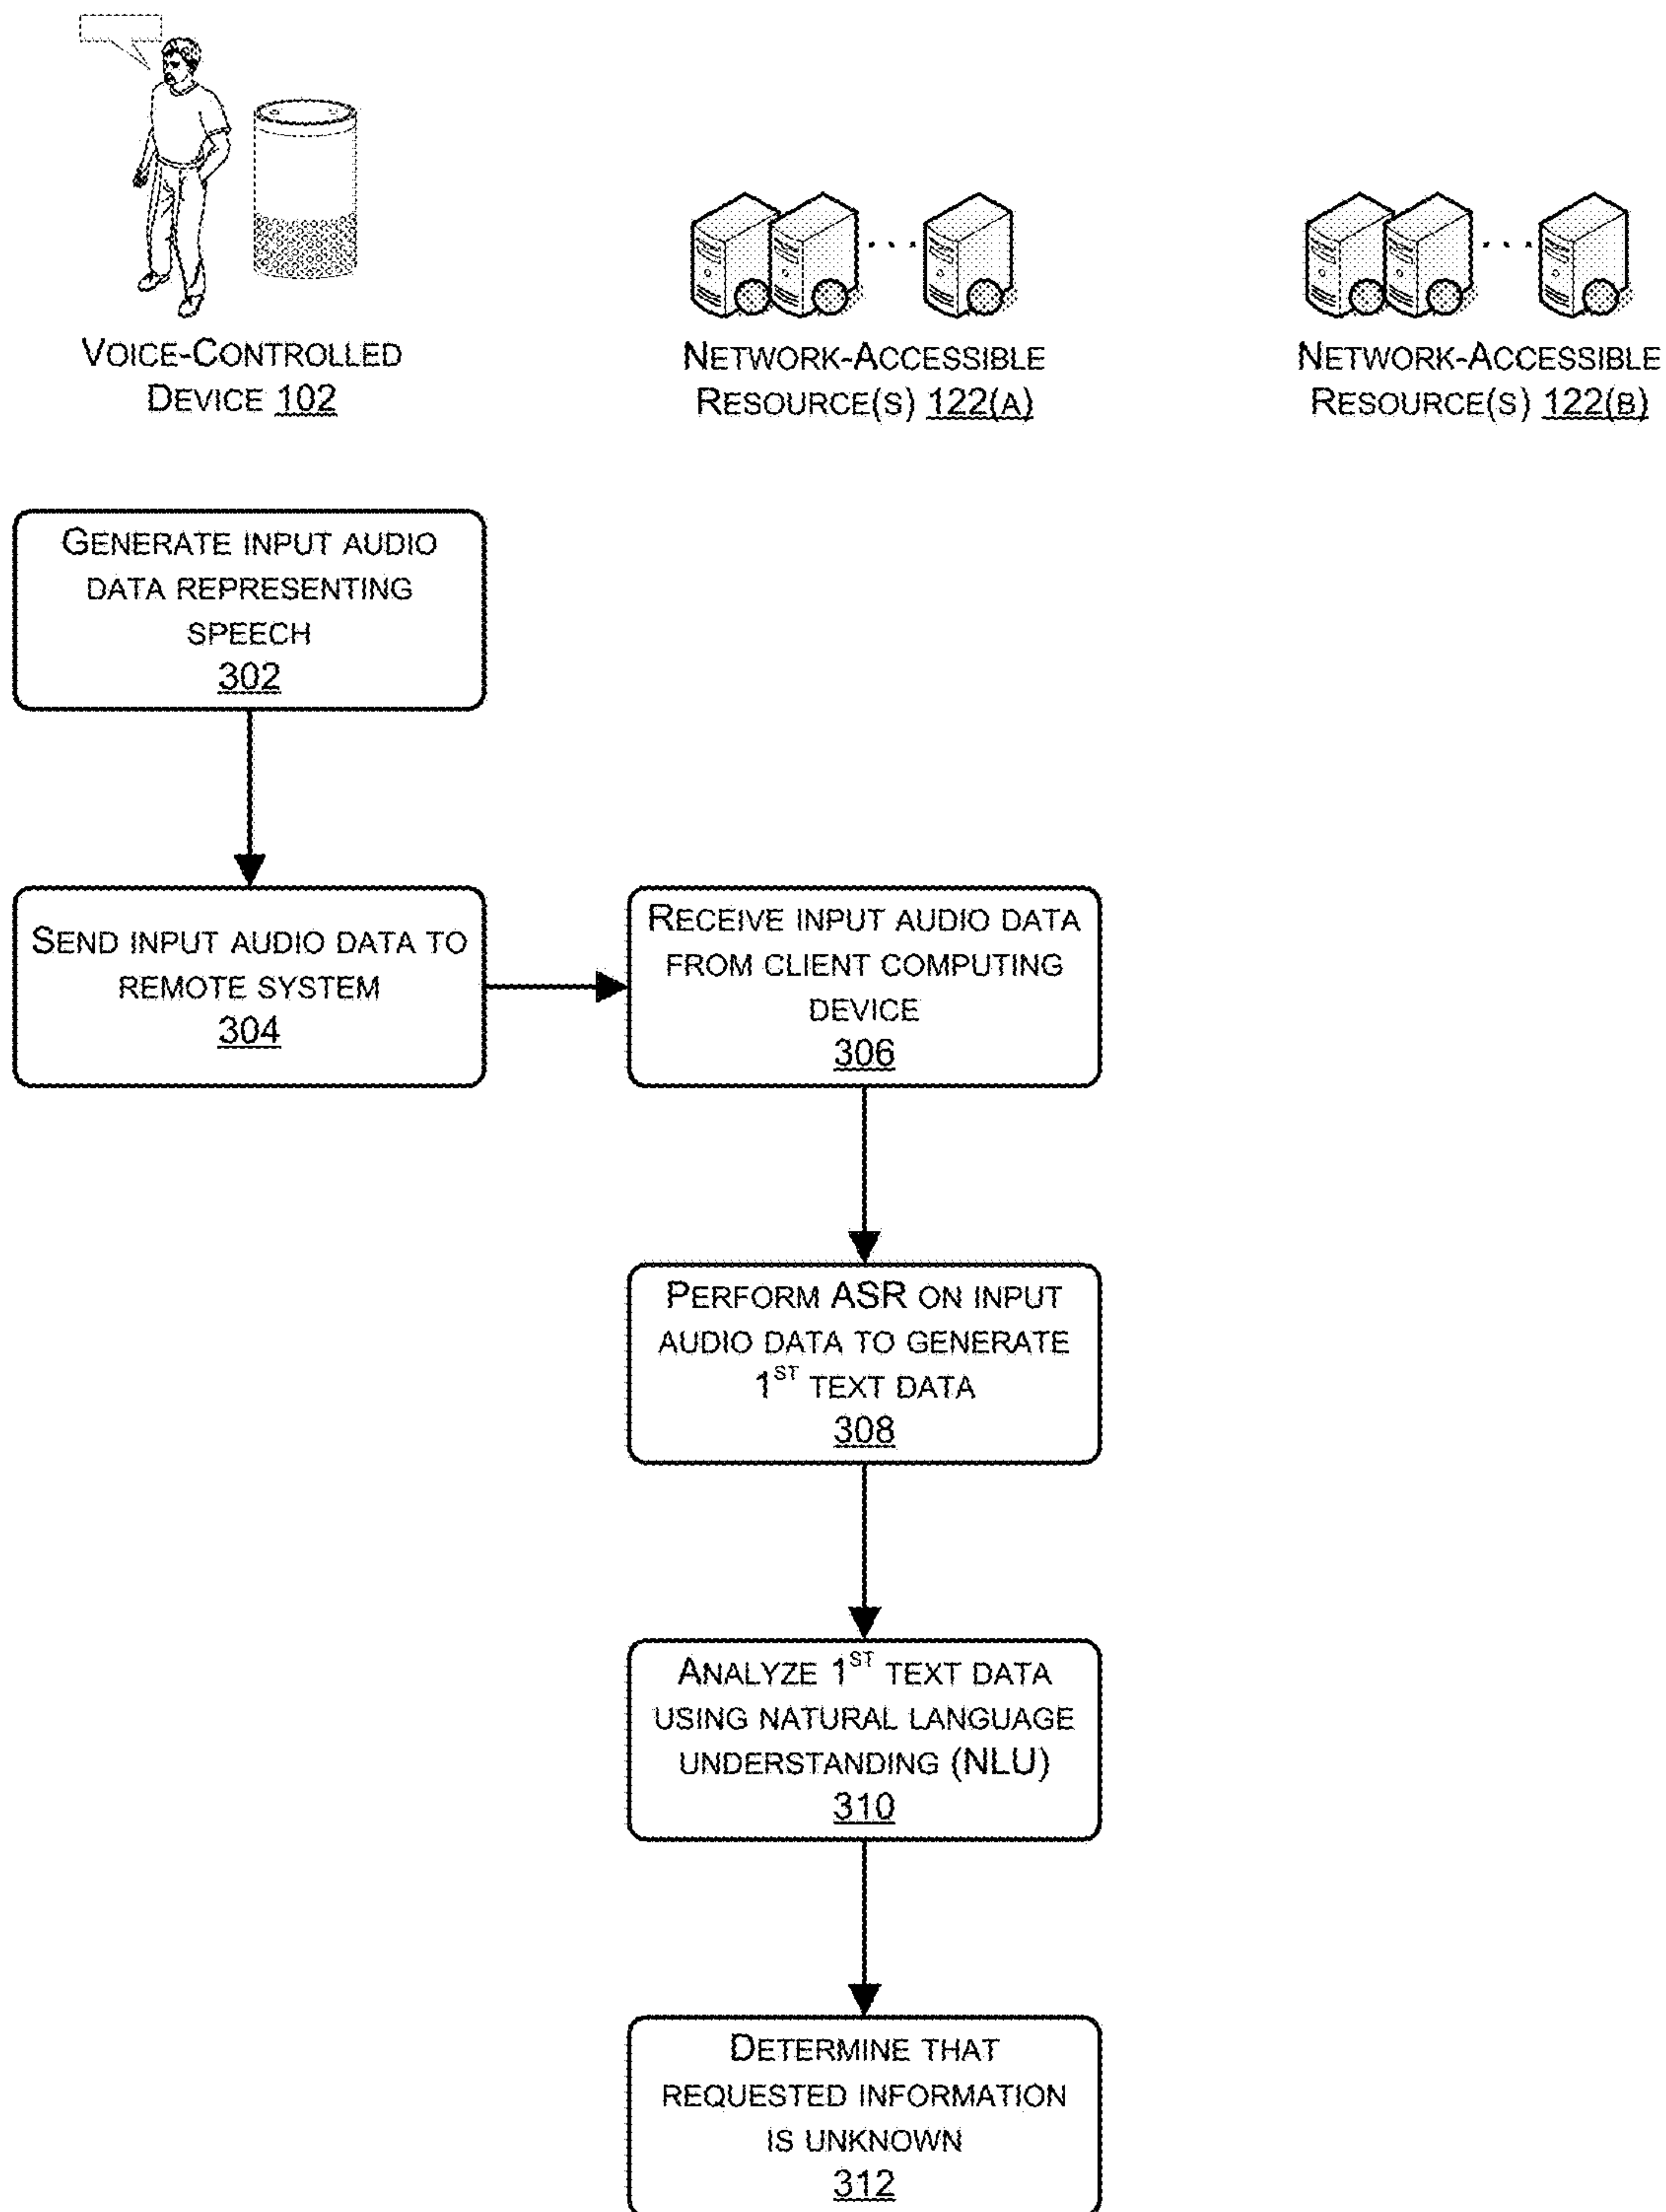 VOICE-CONTROLLED
DEVICE 102
NETWORK-ACCESSIBLE
RESOURCE(S) 122(A)
NETWORK-ACCESSIBLE
RESOURCE(S) 122(B)
GENERATE INPUT AUDIO
DATA REPRESENTING
SPEECH
302
SEND INPUT AUDIO DATA TO
REMOTE SYSTEM
304
RECEIVE INPUT AUDIO DATA
FROM CLIENT COMPUTING
DEVICE
306
PERFORM ASR ON INPUT
AUDIO DATA TO GENERATE
1ST TEXT DATA
308
ANALYZE 1ST TEXT DATA
USING NATURAL LANGUAGE
UNDERSTANDING (NLU)
310
DETERMINE THAT
REQUESTED INFORMATION
IS UNKNOWN
312